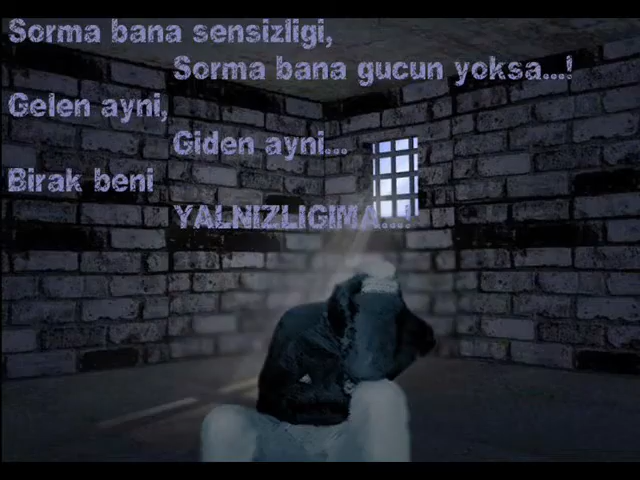 Sorma bana sensizligi,
Sorma bana gucun yoksa...!
Gelen ayni,
Giden ayni...
Birak beni
YALNIZLIGIMA....!